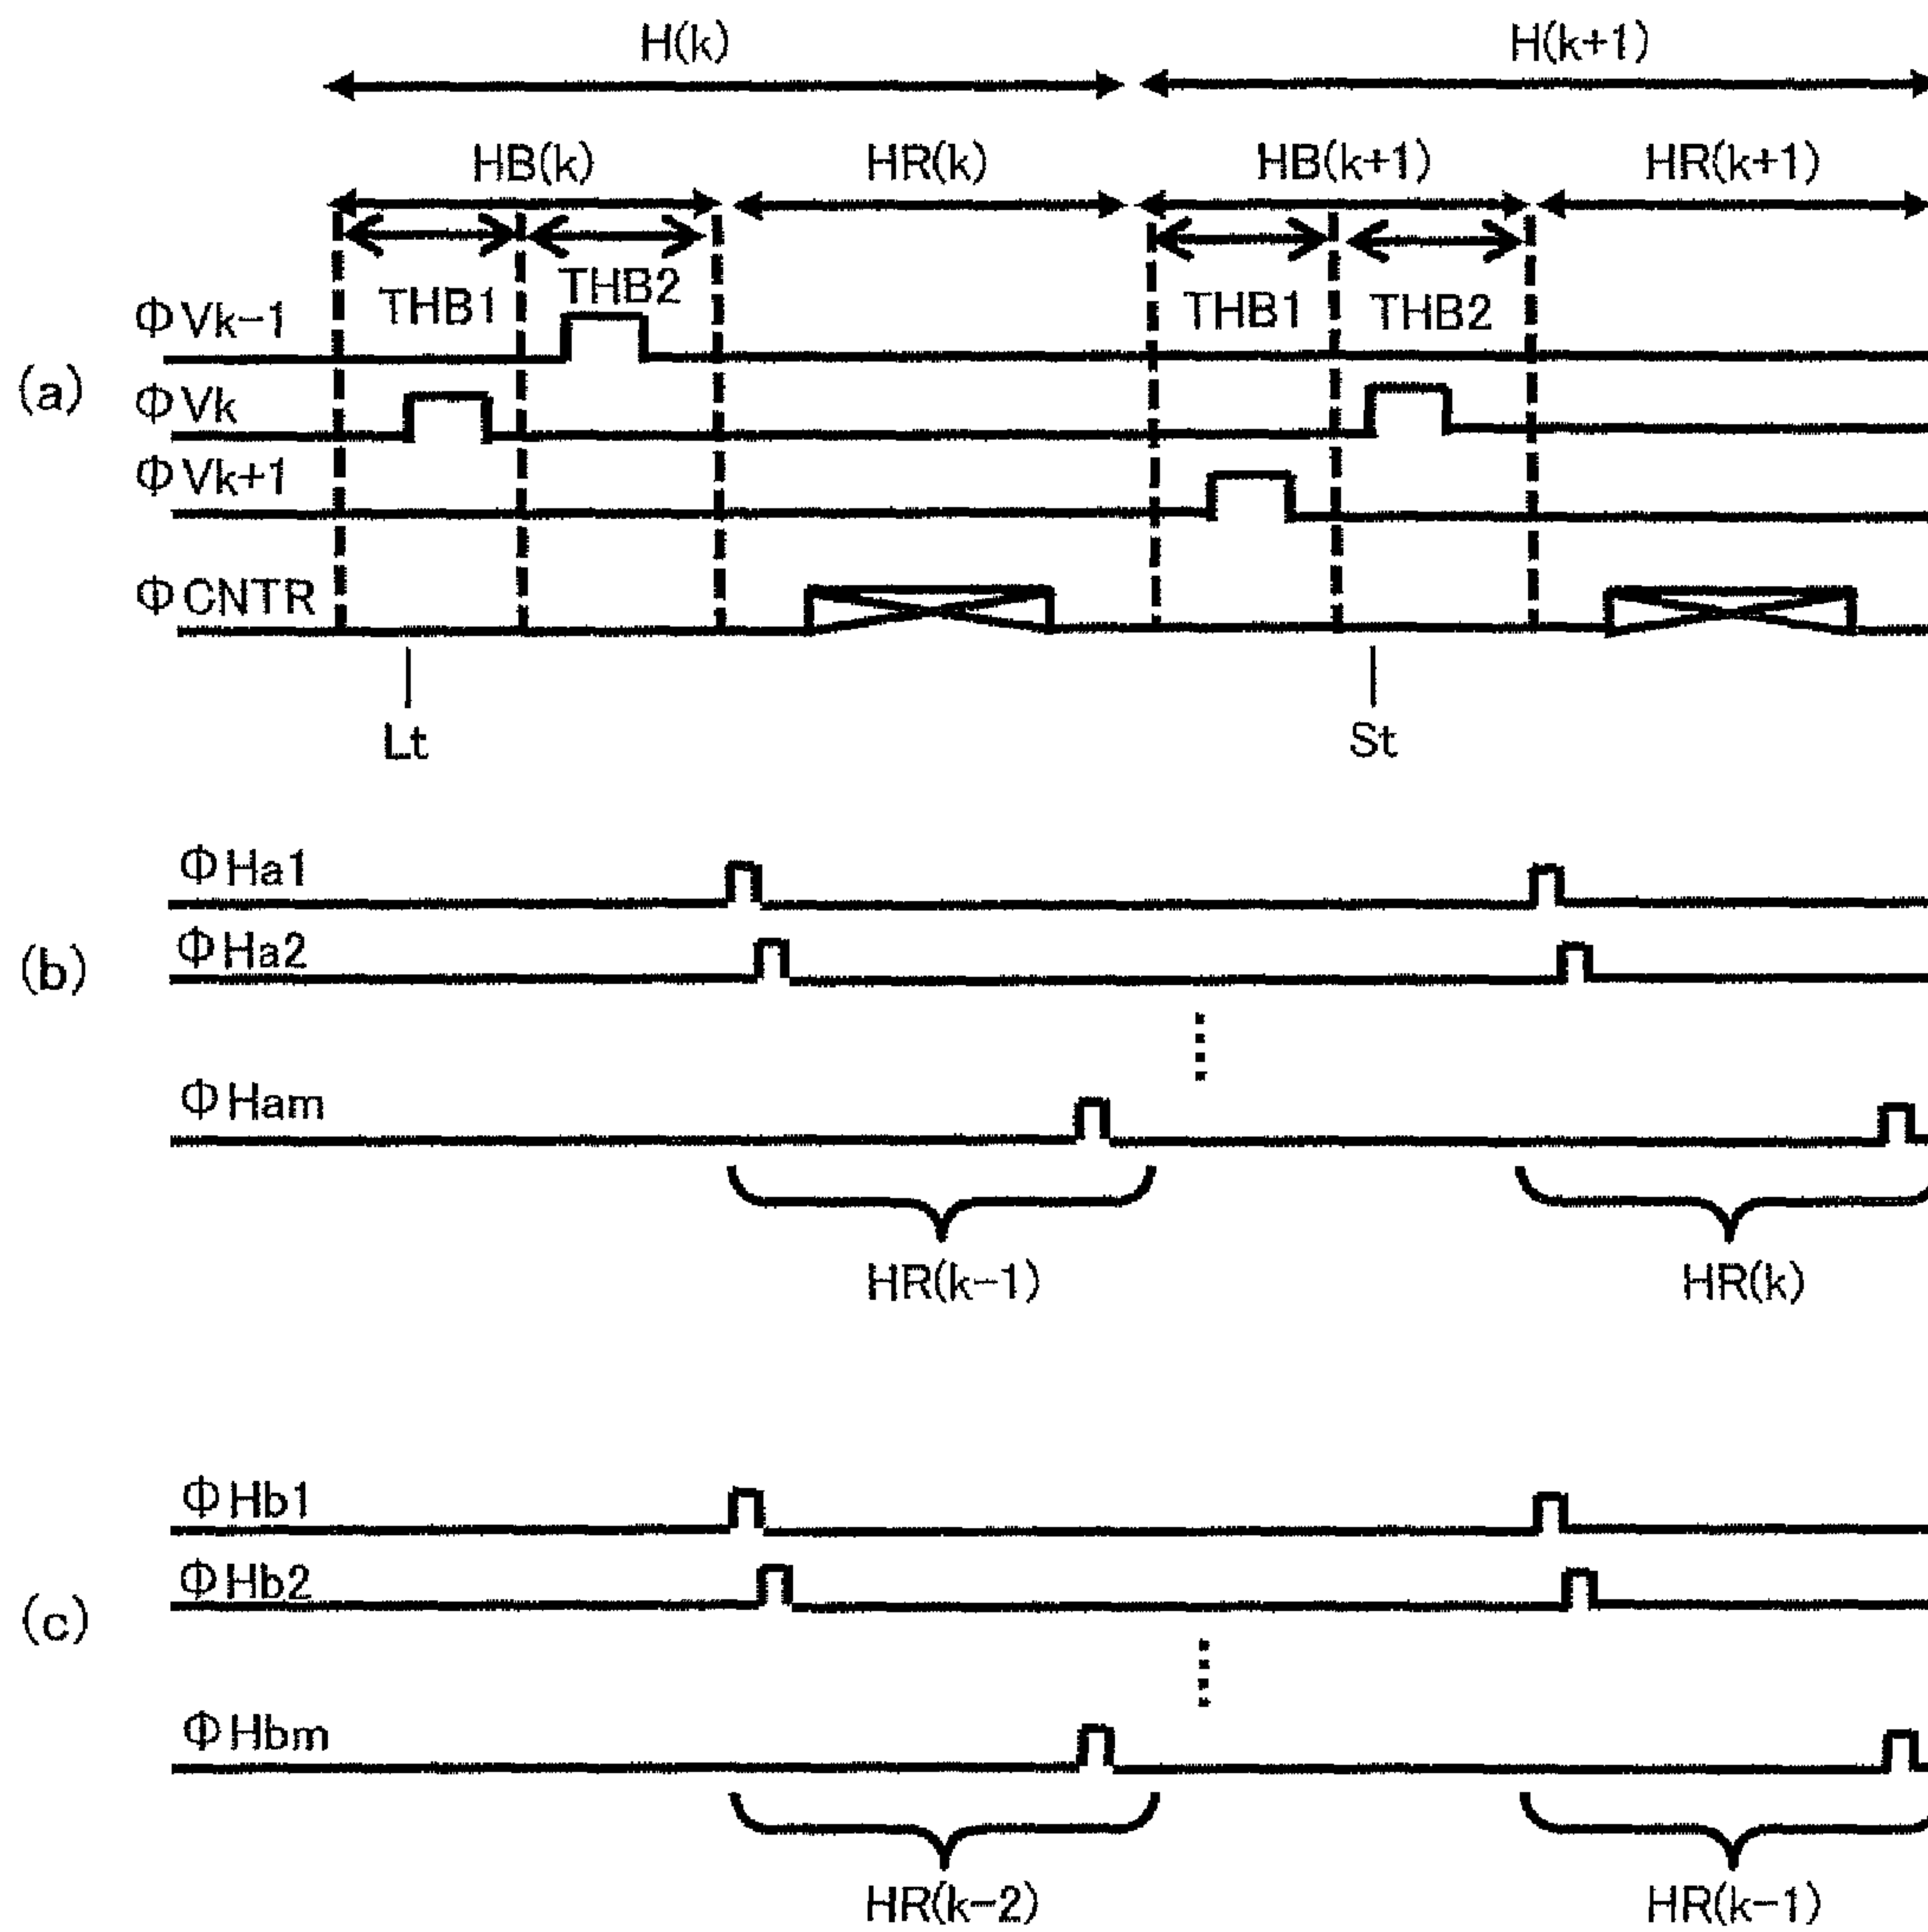 H(k) H(k+1)
HB(k) HR(k) HB(k+1) HR(k+1)
THB1 THB2 THB1 THB2
(a)
ΦVk-1
ΦVk
ΦVk+1
ΦCNTR
Lt St
(b)
ΦHa1
ΦHa2
ΦHam
HR(k-1) HR(k)
(c)
ΦHb1
ΦHb2
ΦHbm
HR(k-2) HR(k-1)